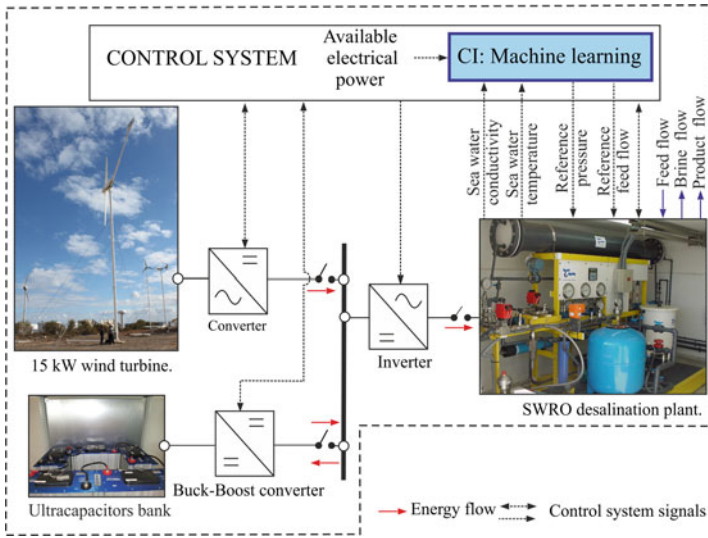 CONTROL SYSTEM
Available
electrical
power
CI: Machine learning
Sea water
conductivity
Sea water
temperature
Reference
pressure
Reference
feed flow
Feed flow
Brine flow
Product flow
Converter
15 kW wind turbine.
Inverter
SWRO desalination plant.
Buck-Boost converter
Ultracapacitors bank
Energy flow
Control system signals